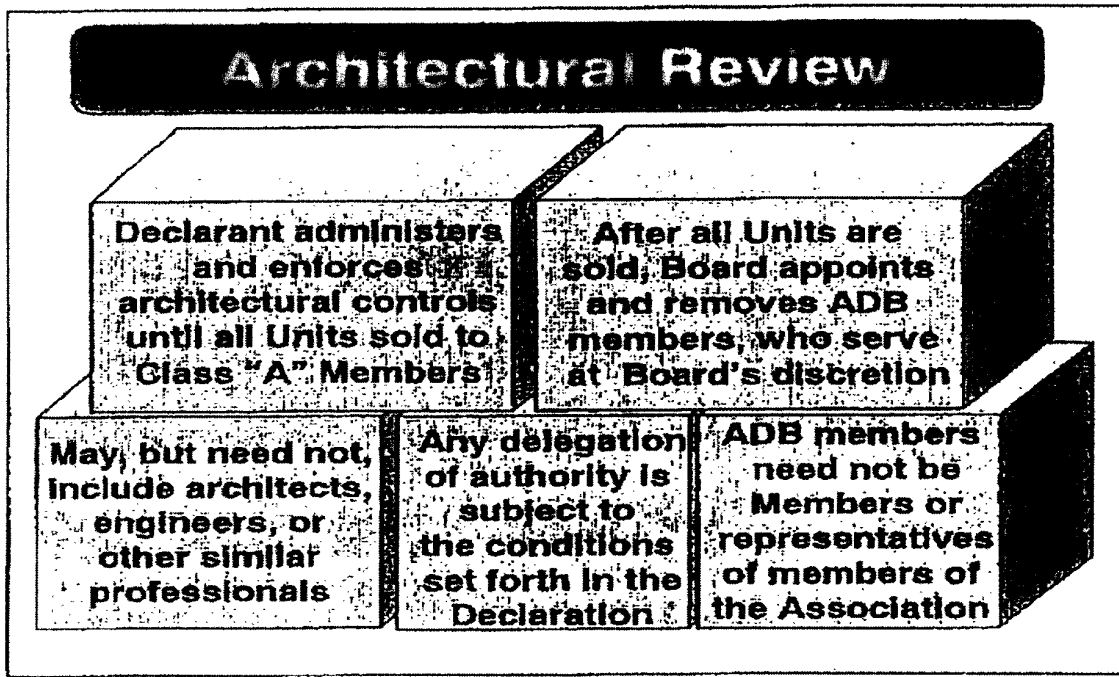 Architectural Review
Declarant administers
and enforces
architectural controls
until all Units sold to
Class "A" Members
After all Units are
sold, Board appoints
and removes ADB
members, who serve
at Board's discretion
May, but need not,
include architects,
engineers, or
other similar
professionals
Any delegation
of authority is
subject to
the conditions
set forth in the
Declaration
ADB members
need not be
Members or
representatives
of members of
the Association